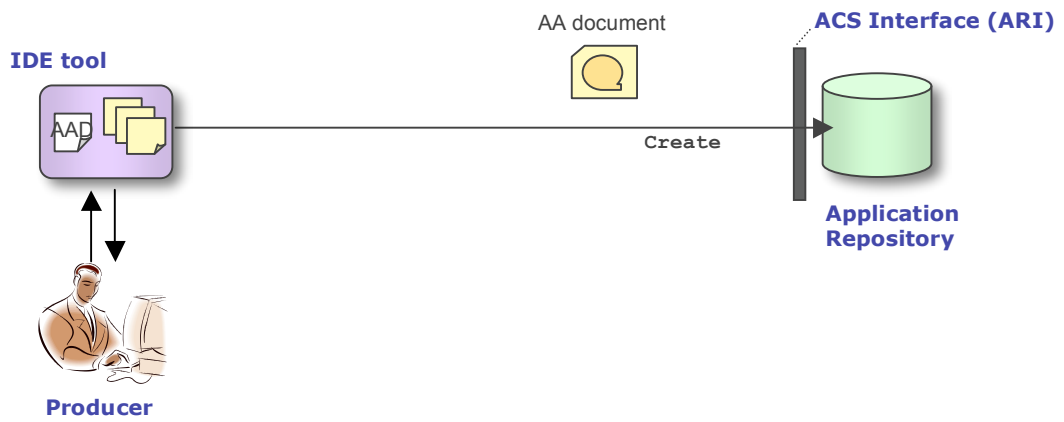 AA document
ACS Interface (ARI)
IDE tool
AAD
Create
Application
Repository
Producer